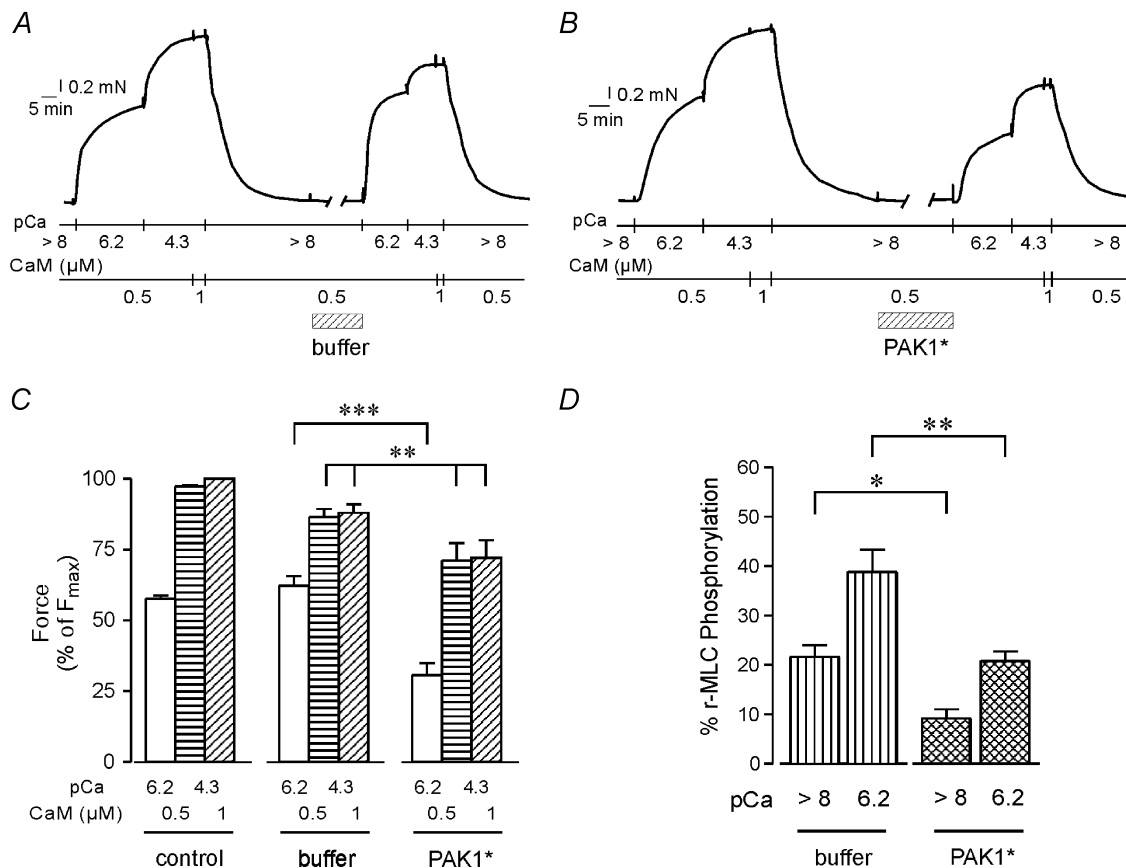 A
0.2 mN
5 min
pCa
> 8 6.2 4.3 > 8 6.2 4.3 > 8
CaM (µM)
0.5 1 0.5 1 0.5
buffer
B
0.2 mN
5 min
pCa
> 8 6.2 4.3 > 8 6.2 4.3 > 8
CaM (µM)
0.5 1 0.5 1 0.5
PAK1*
C
***
**
100
75
50
25
0
Force
(% of Fmax)
pCa 6.2 4.3 6.2 4.3 6.2 4.3
CaM (µM) 0.5 1 0.5 1 0.5 1
control buffer PAK1*
D
**
*
60
50
40
30
20
10
0
% r-MLC Phosphorylation
pCa > 8 6.2 > 8 6.2
buffer PAK1*